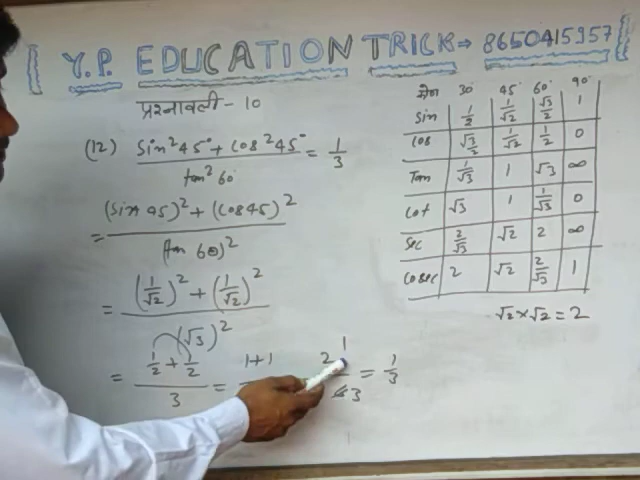 Y.P. EDUCATION TRICK → 8650415957
प्रश्नावली - 10
(12) Sin²45° + Cos²45° / tan²60° = 1/3
= (Sin 45)² + (Cos45)² / (tan 60)²
= (1/√2)² + (1/√2)² / (√3)²
= 1/2 + 1/2 / 3 = 1+1 2 1 3 = 1/3
कोण 30° 45° 60° 90°
Sin 1/2 1/√2 √3/2 1
Cos √3/2 1/√2 1/2 0
Tan 1/√3 1 √3 ∞
Cot √3 1 1/√3 0
Sec 2/√3 √2 2 ∞
Cosec 2 √2 2/√3 1
√2 × √2 = 2